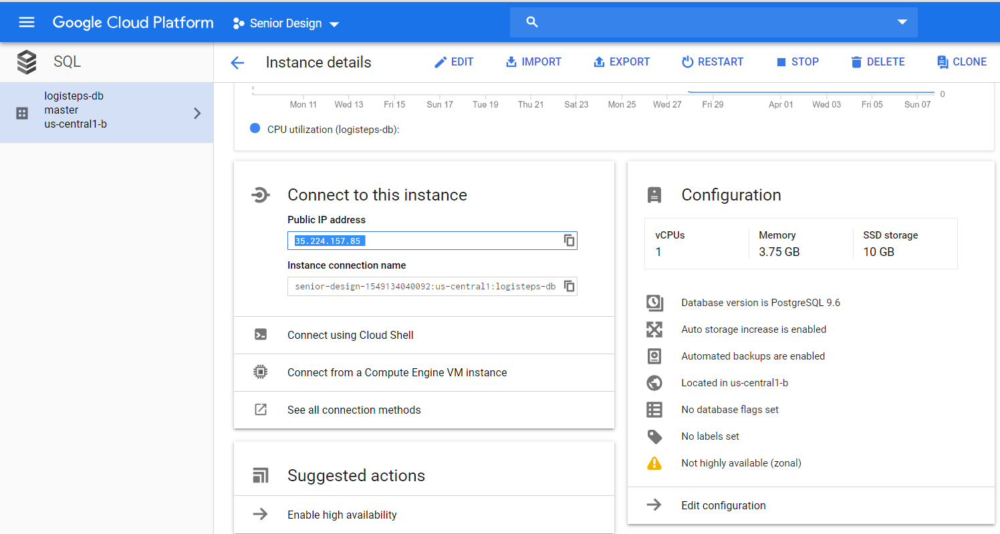 Google Cloud Platform
Senior Design
SQL
Instance details
EDIT
IMPORT
EXPORT
RESTART
STOP
DELETE
CLONE
logisteps-db
master
us-central1-b
0
Mon 11 Wed 13 Fri 15 Sun 17 Tue 19 Thu 21 Sat 23 Mon 25 Wed 27 Fri 29 Apr 01 Wed 03 Fri 05 Sun 07
CPU utilization (logisteps-db):
Connect to this instance
Public IP address
35.224.157.85
Instance connection name
senior-design-1549134040092:us-central1:logisteps-db
Connect using Cloud Shell
Connect from a Compute Engine VM instance
See all connection methods
Suggested actions
Enable high availability
Configuration
vCPUs Memory SSD storage
1 3.75 GB 10 GB
Database version is PostgreSQL 9.6
Auto storage increase is enabled
Automated backups are enabled
Located in us-central1-b
No database flags set
No labels set
Not highly available (zonal)
Edit configuration